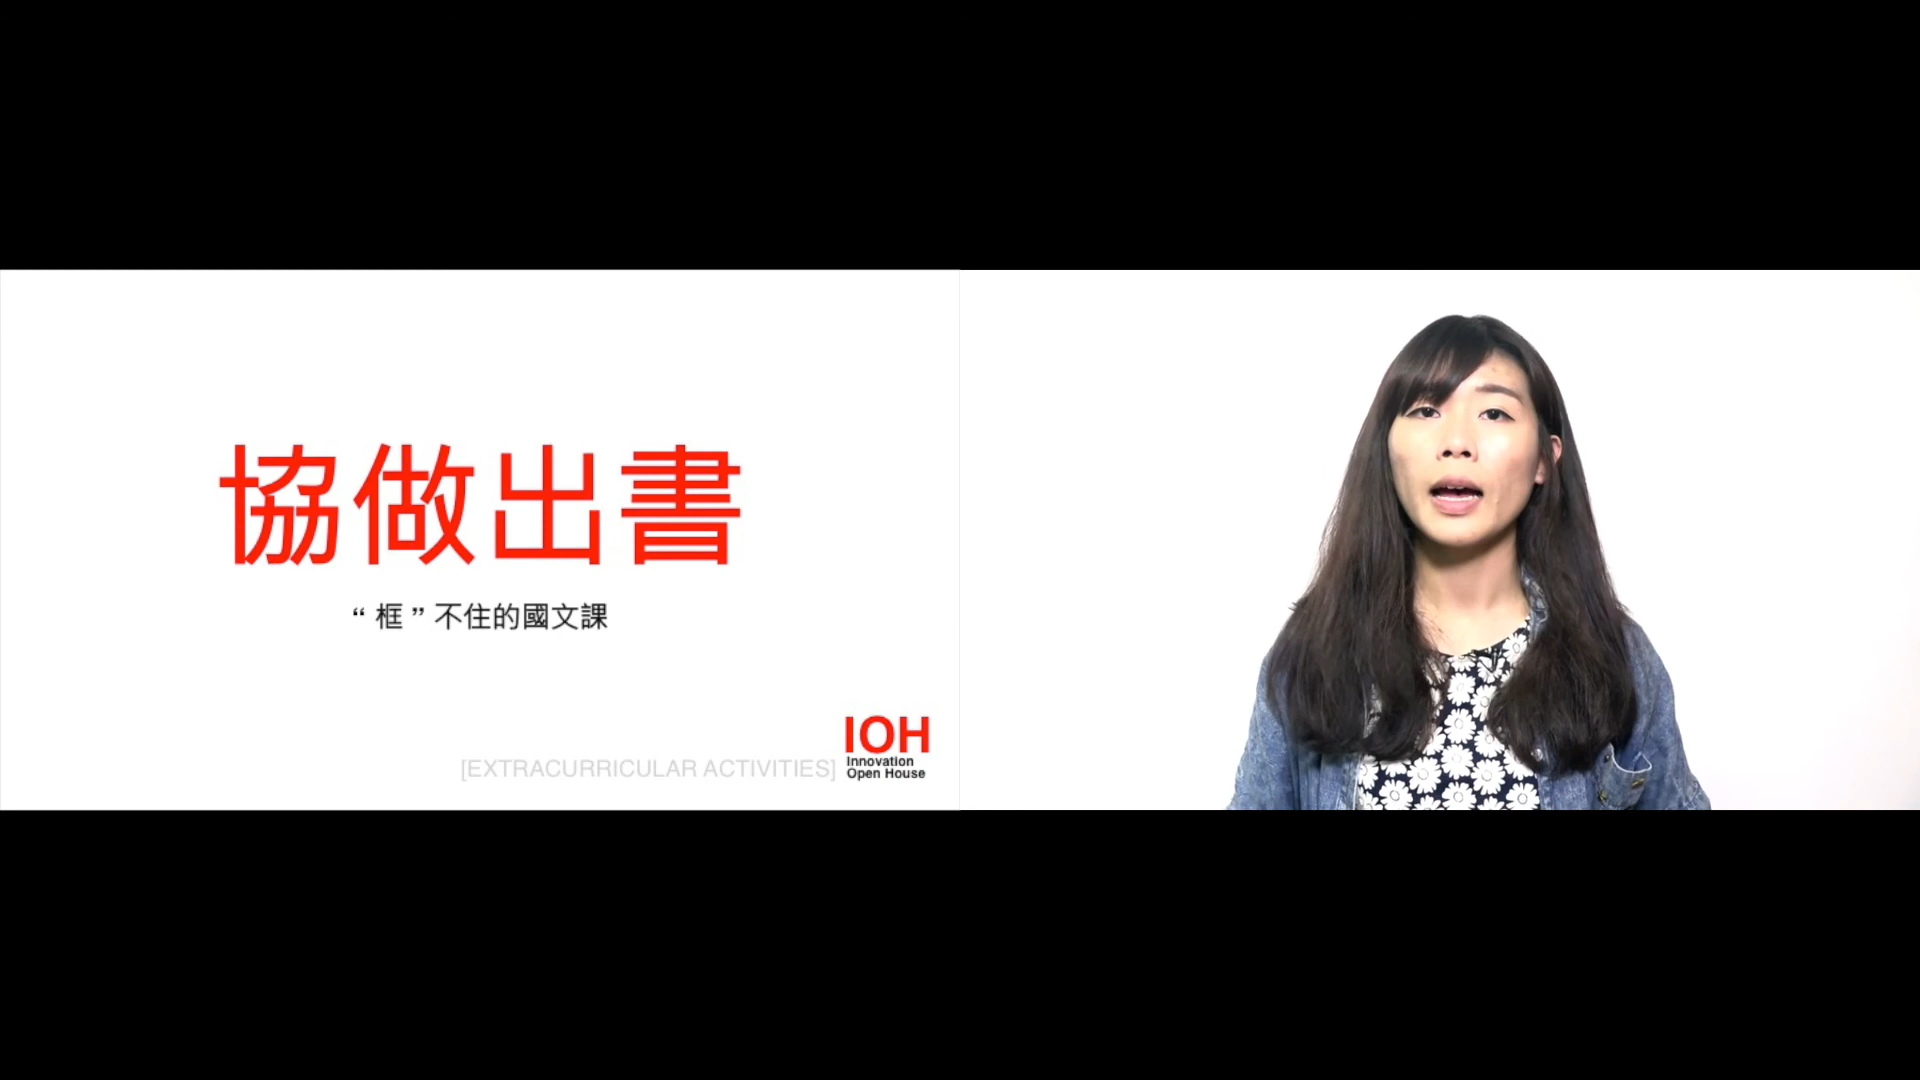 協做出書
“ 框 ” 不住的國文課
[EXTRACURRICULAR ACTIVITIES]
IOH
Innovation
Open House